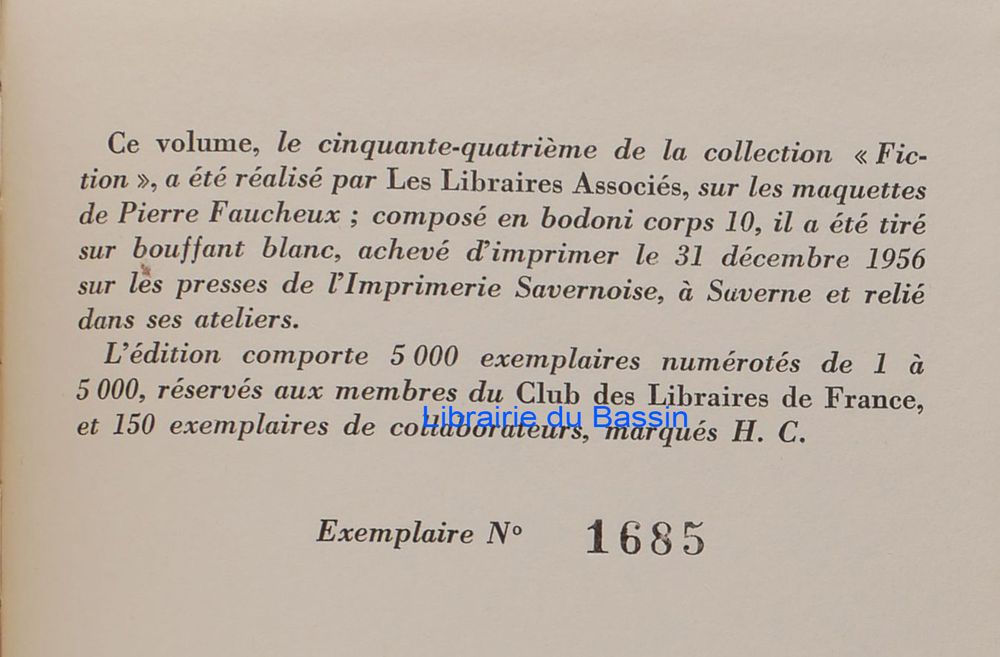 Ce volume, le cinquante-quatrième de la collection « Fic-
tion », a été réalisé par Les Libraires Associés, sur les maquettes
de Pierre Faucheux ; composé en bodoni corps 10, il a été tiré
sur bouffant blanc, achevé d'imprimer le 31 décembre 1956
sur les presses de l'Imprimerie Savernoise, à Saverne et relié
dans ses ateliers.
L'édition comporte 5 000 exemplaires numérotés de 1 à
5 000, réservés aux membres du Club des Libraires de France,
et 150 exemplaires de collaborateurs, marqués H. C.
Librairie du Bassin
Exemplaire Nº 1685